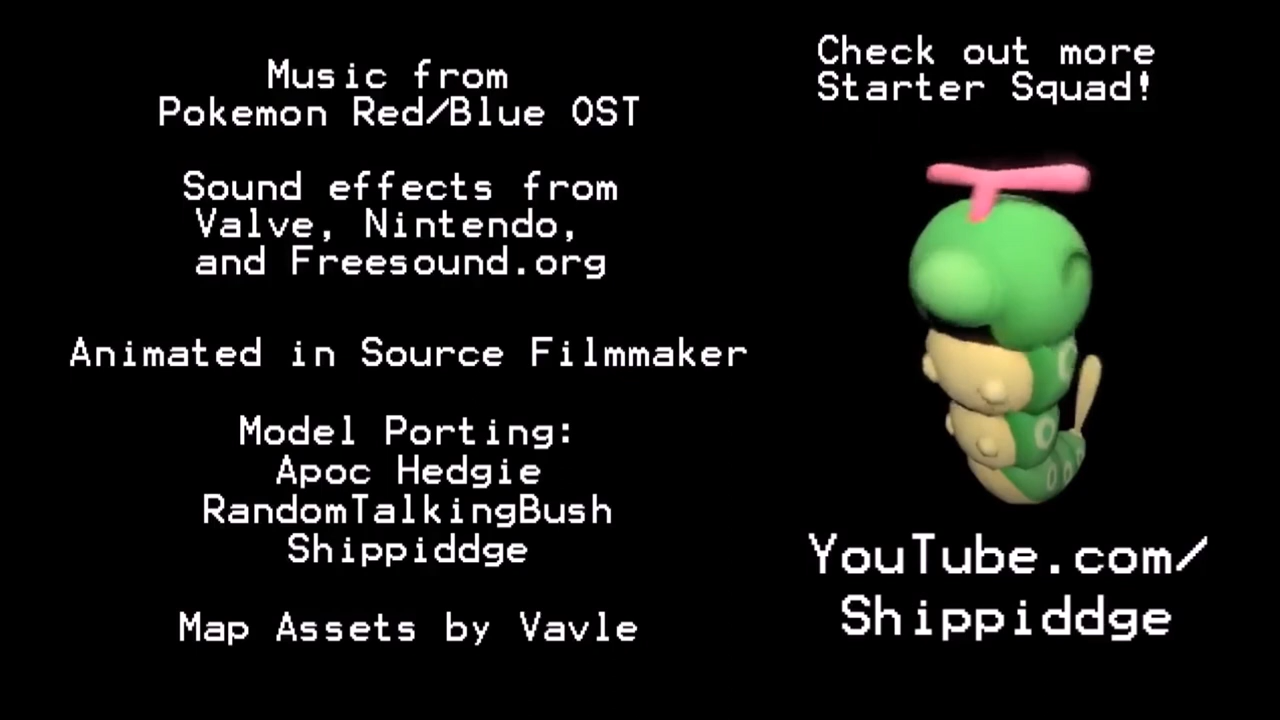 Music from
Pokemon Red/Blue OST
Sound effects from
Valve, Nintendo,
and Freesound.org
Animated in Source Filmmaker
Model Porting:
Apoc Hedgie
RandomTalkingBush
Shippiddge
Map Assets by Vavle
Check out more
Starter Squad!
YouTube.com/
Shippiddge